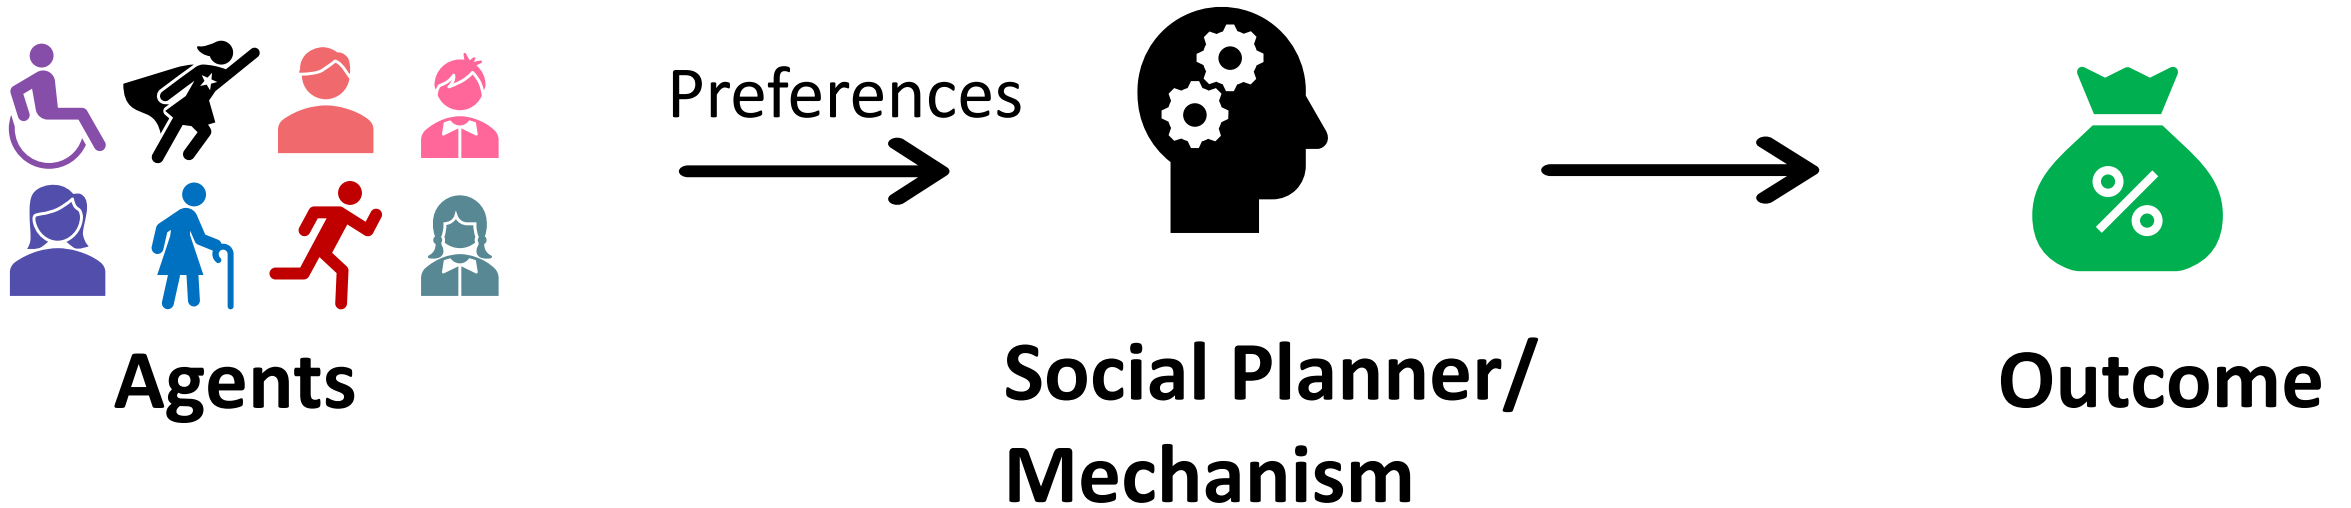 Preferences
Agents
Social Planner/
Mechanism
Outcome
%